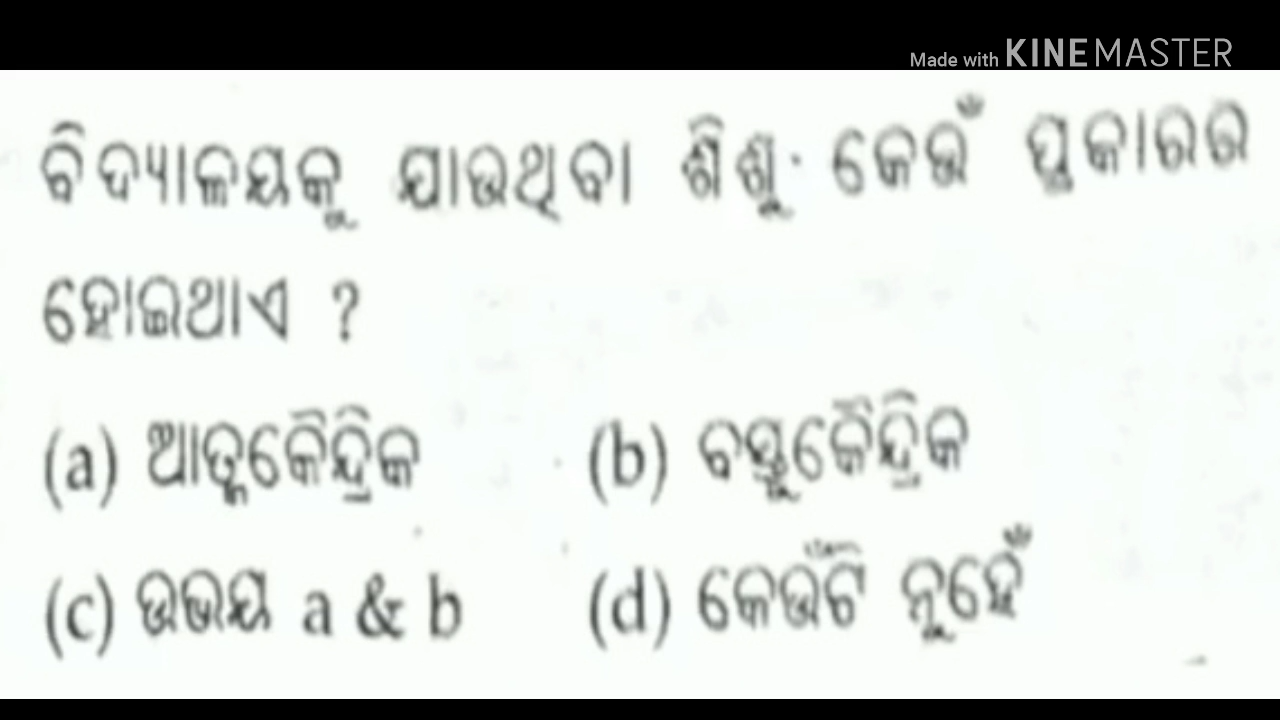 Made with KINEMASTER
ବିଦ୍ୟାଳୟକୁ ଯାଉଥିବା ଶିଶୁ କେଉଁ ପ୍ରକାରର
ହୋଇଥାଏ ?
(a) ଆତ୍ମକୈନ୍ଦ୍ରିକ (b) ବସ୍ତୁକୈନ୍ଦ୍ରିକ
(c) ଉଭୟ a & b (d) କେଉଁଟି ନୁହେଁ